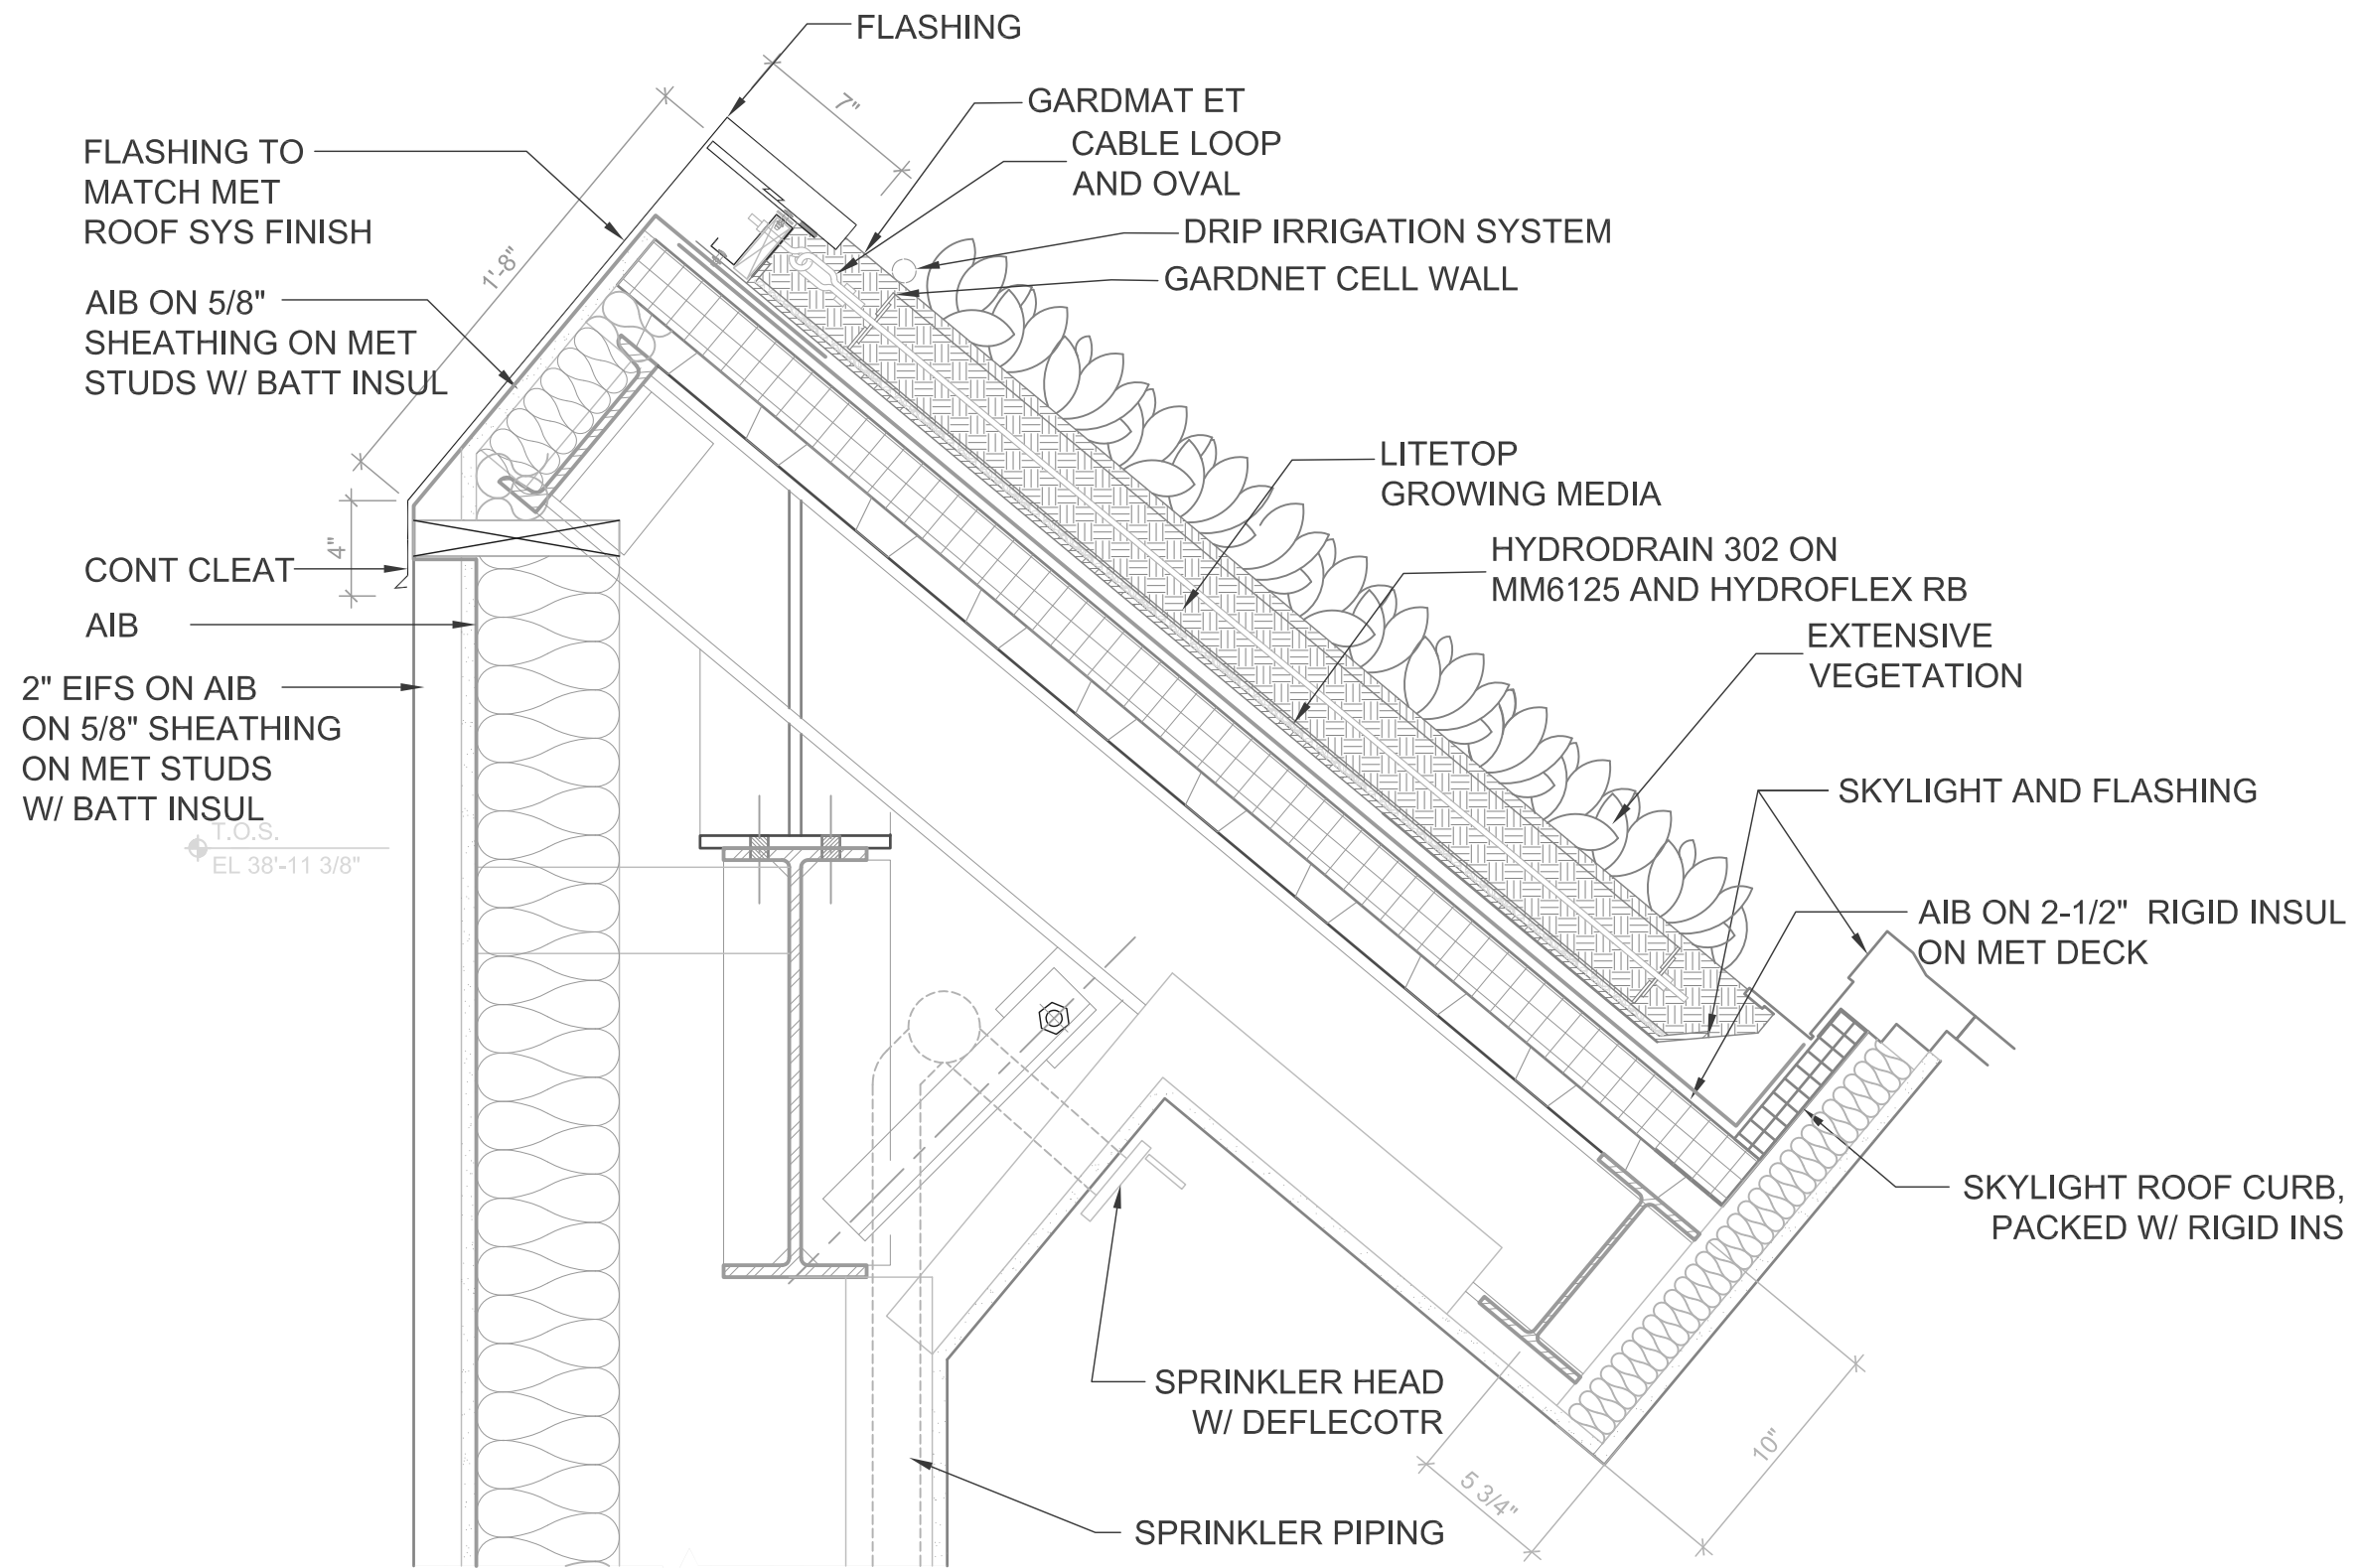 FLASHING
7"
GARDMAT ET
CABLE LOOP
AND OVAL
FLASHING TO
MATCH MET
ROOF SYS FINISH
1'-8"
DRIP IRRIGATION SYSTEM
GARDNET CELL WALL
AIB ON 5/8"
SHEATHING ON MET
STUDS W/ BATT INSUL
LITETOP
GROWING MEDIA
4"
CONT CLEAT
HYDRODRAIN 302 ON
MM6125 AND HYDROFLEX RB
AIB
EXTENSIVE
VEGETATION
2" EIFS ON AIB
ON 5/8" SHEATHING
ON MET STUDS
W/ BATT INSUL
SKYLIGHT AND FLASHING
T.O.S.
EL 38'-11 3/8"
AIB ON 2-1/2" RIGID INSUL
ON MET DECK
SKYLIGHT ROOF CURB,
PACKED W/ RIGID INS
SPRINKLER HEAD
W/ DEFLECOTR
10"
5 3/4"
SPRINKLER PIPING